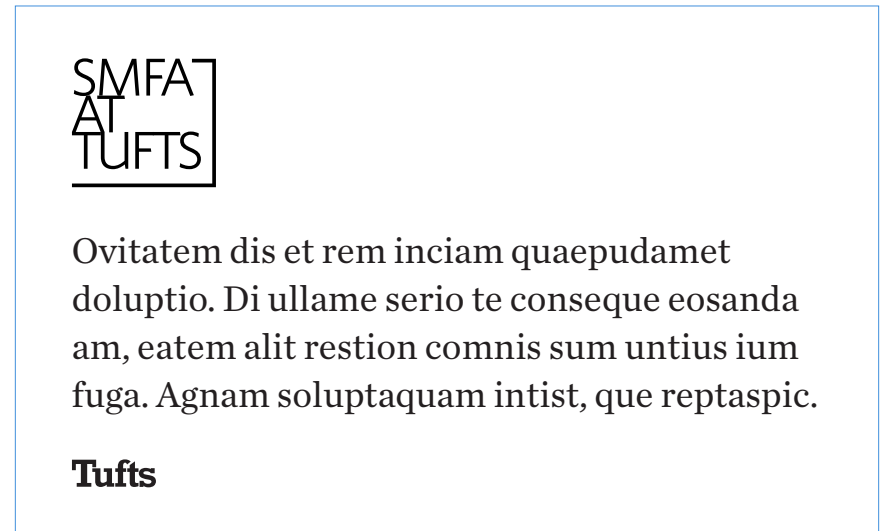 SMFA
AT
TUFTS
Ovitatem dis et rem inciam quaepudamet
doluptio. Di ullame serio te conseque eosanda
am, eatem alit restion comnis sum untius ium
fuga. Agnam soluptaquam intist, que reptaspic.
Tufts